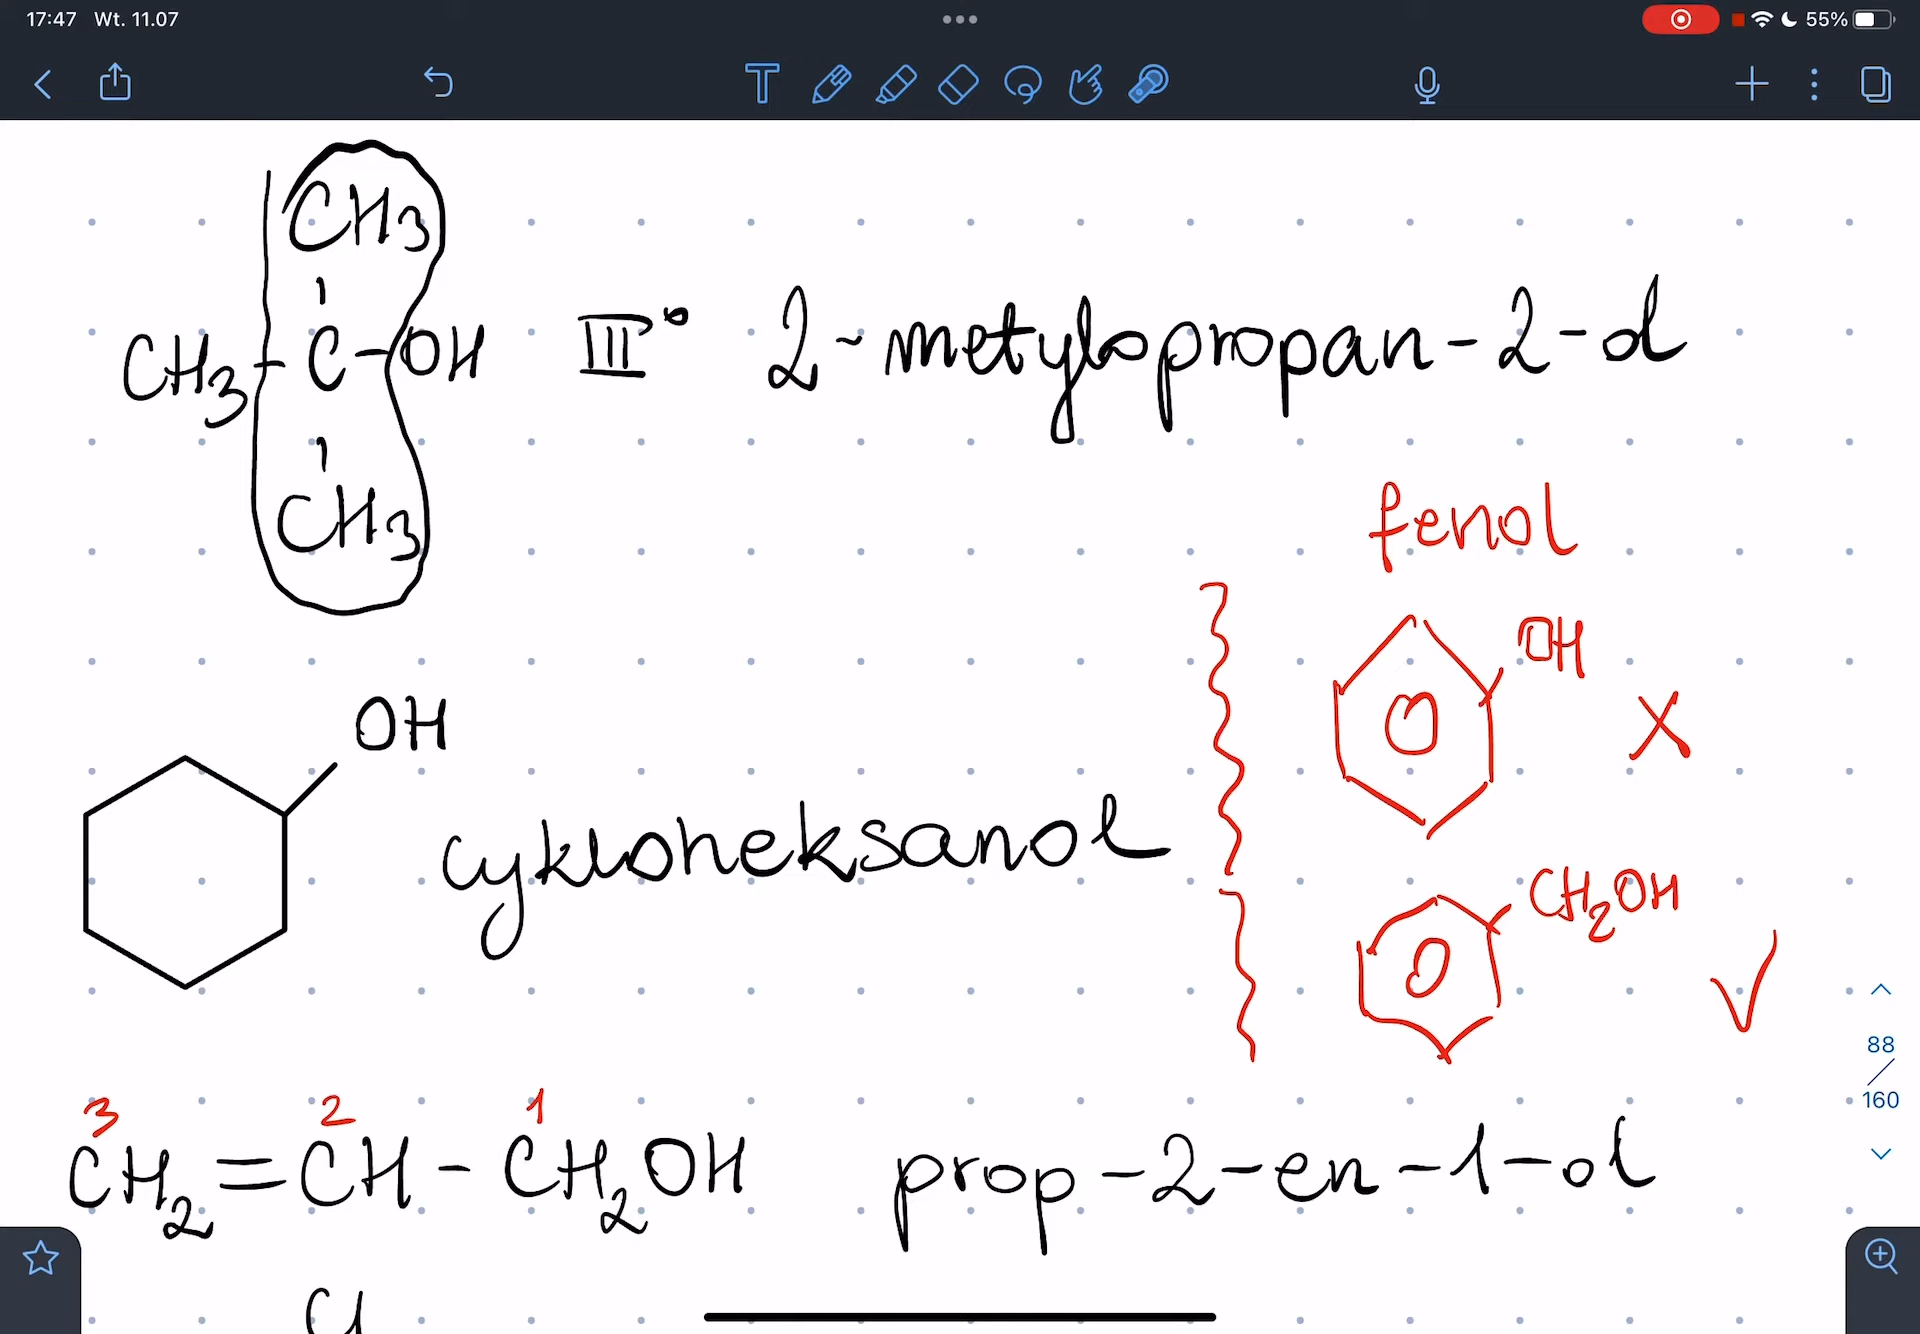 17:47 Wt. 11.07
55%
CH3
CH3 - C - OH III° 2-metylopropan-2-ol
CH3
fenol
OH
X
OH
cykloheksanol
CH2OH
88
160
3 2 1
CH2 = CH - CH2OH prop-2-en-1-ol